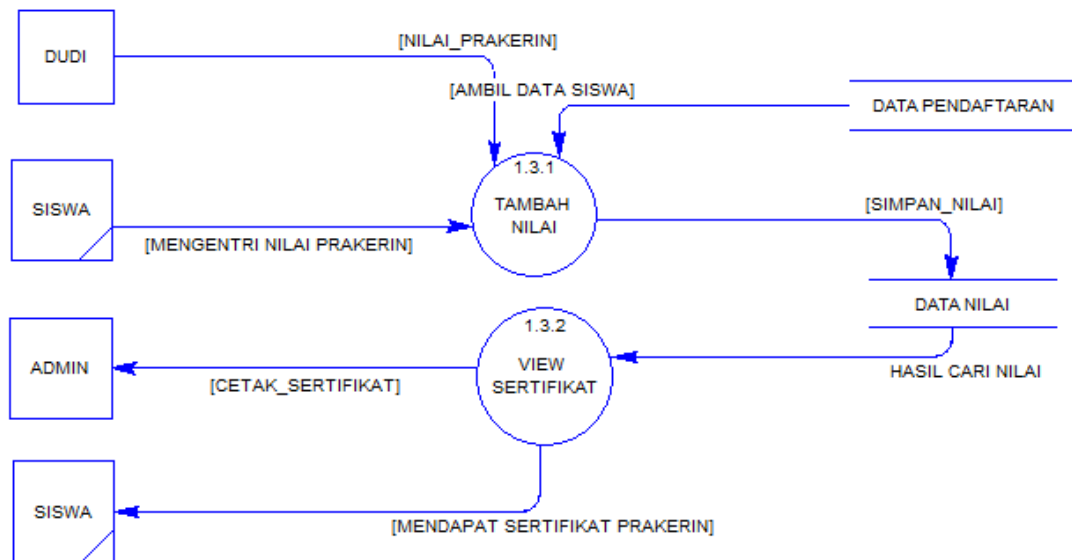 DUDI
[NILAI_PRAKERIN]
[AMBIL DATA SISWA]
DATA PENDAFTARAN
SISWA
[MENGENTRI NILAI PRAKERIN]
1.3.1
TAMBAH
NILAI
[SIMPAN_NILAI]
DATA NILAI
HASIL CARI NILAI
1.3.2
VIEW
SERTIFIKAT
ADMIN
[CETAK_SERTIFIKAT]
SISWA
[MENDAPAT SERTIFIKAT PRAKERIN]